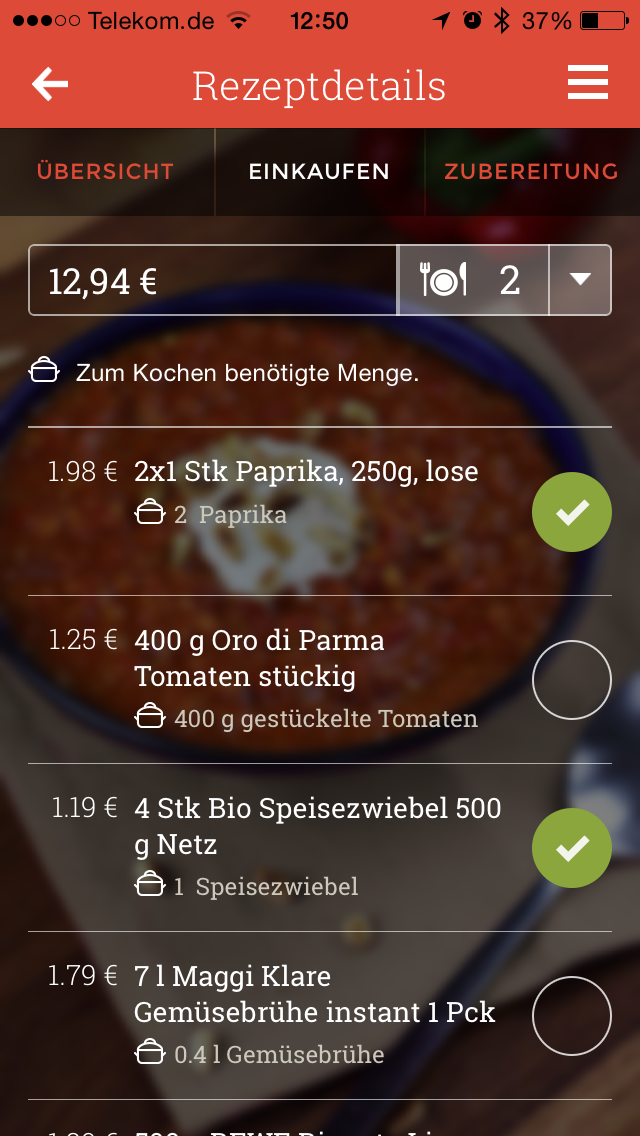 Telekom.de 12:50 37%
Rezeptdetails
ÜBERSICHT EINKAUFEN ZUBEREITUNG
12,94 € 2
Zum Kochen benötigte Menge.
1.98 € 2x1 Stk Paprika, 250g, lose
2 Paprika
1.25 € 400 g Oro di Parma
Tomaten stückig
400 g gestückelte Tomaten
1.19 € 4 Stk Bio Speisezwiebel 500
g Netz
1 Speisezwiebel
1.79 € 7 l Maggi Klare
Gemüsebrühe instant 1 Pck
0.4 l Gemüsebrühe